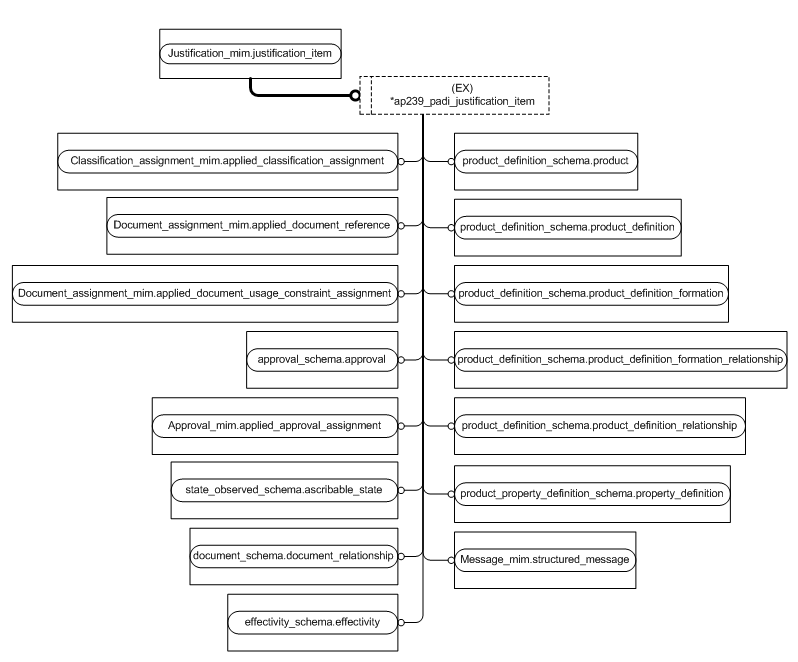 Justification_mim.justification_item
(EX)
*ap239_padi_justification_item
Classification_assignment_mim.applied_classification_assignment
product_definition_schema.product
Document_assignment_mim.applied_document_reference
product_definition_schema.product_definition
Document_assignment_mim.applied_document_usage_constraint_assignment
product_definition_schema.product_definition_formation
approval_schema.approval
product_definition_schema.product_definition_formation_relationship
Approval_mim.applied_approval_assignment
product_definition_schema.product_definition_relationship
state_observed_schema.ascribable_state
product_property_definition_schema.property_definition
document_schema.document_relationship
Message_mim.structured_message
effectivity_schema.effectivity